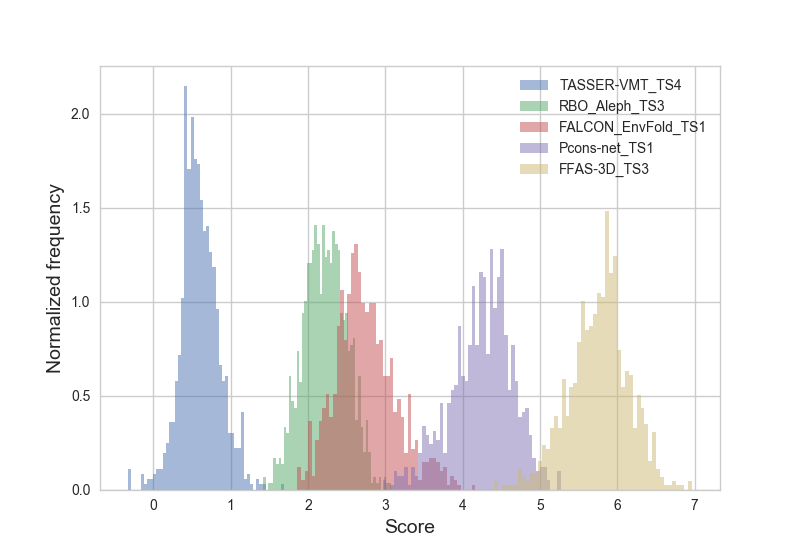 TASSER-VMT_TS4
RBO_Aleph_TS3
FALCON_EnvFold_TS1
Pcons-net_TS1
FFAS-3D_TS3
Normalized frequency
2.0
1.5
1.0
0.5
0.0
0 1 2 3 4 5 6 7
Score